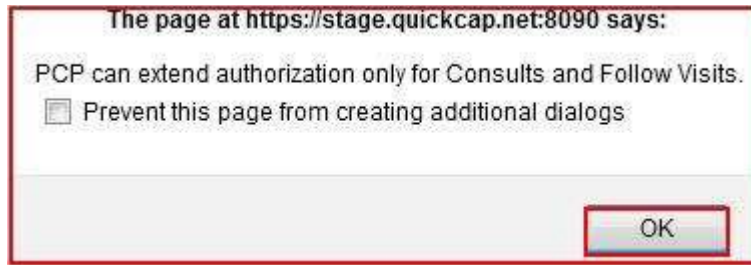 The page at https://stage.quickcap.net:8090 says:
PCP can extend authorization only for Consults and Follow Visits.
Prevent this page from creating additional dialogs
OK